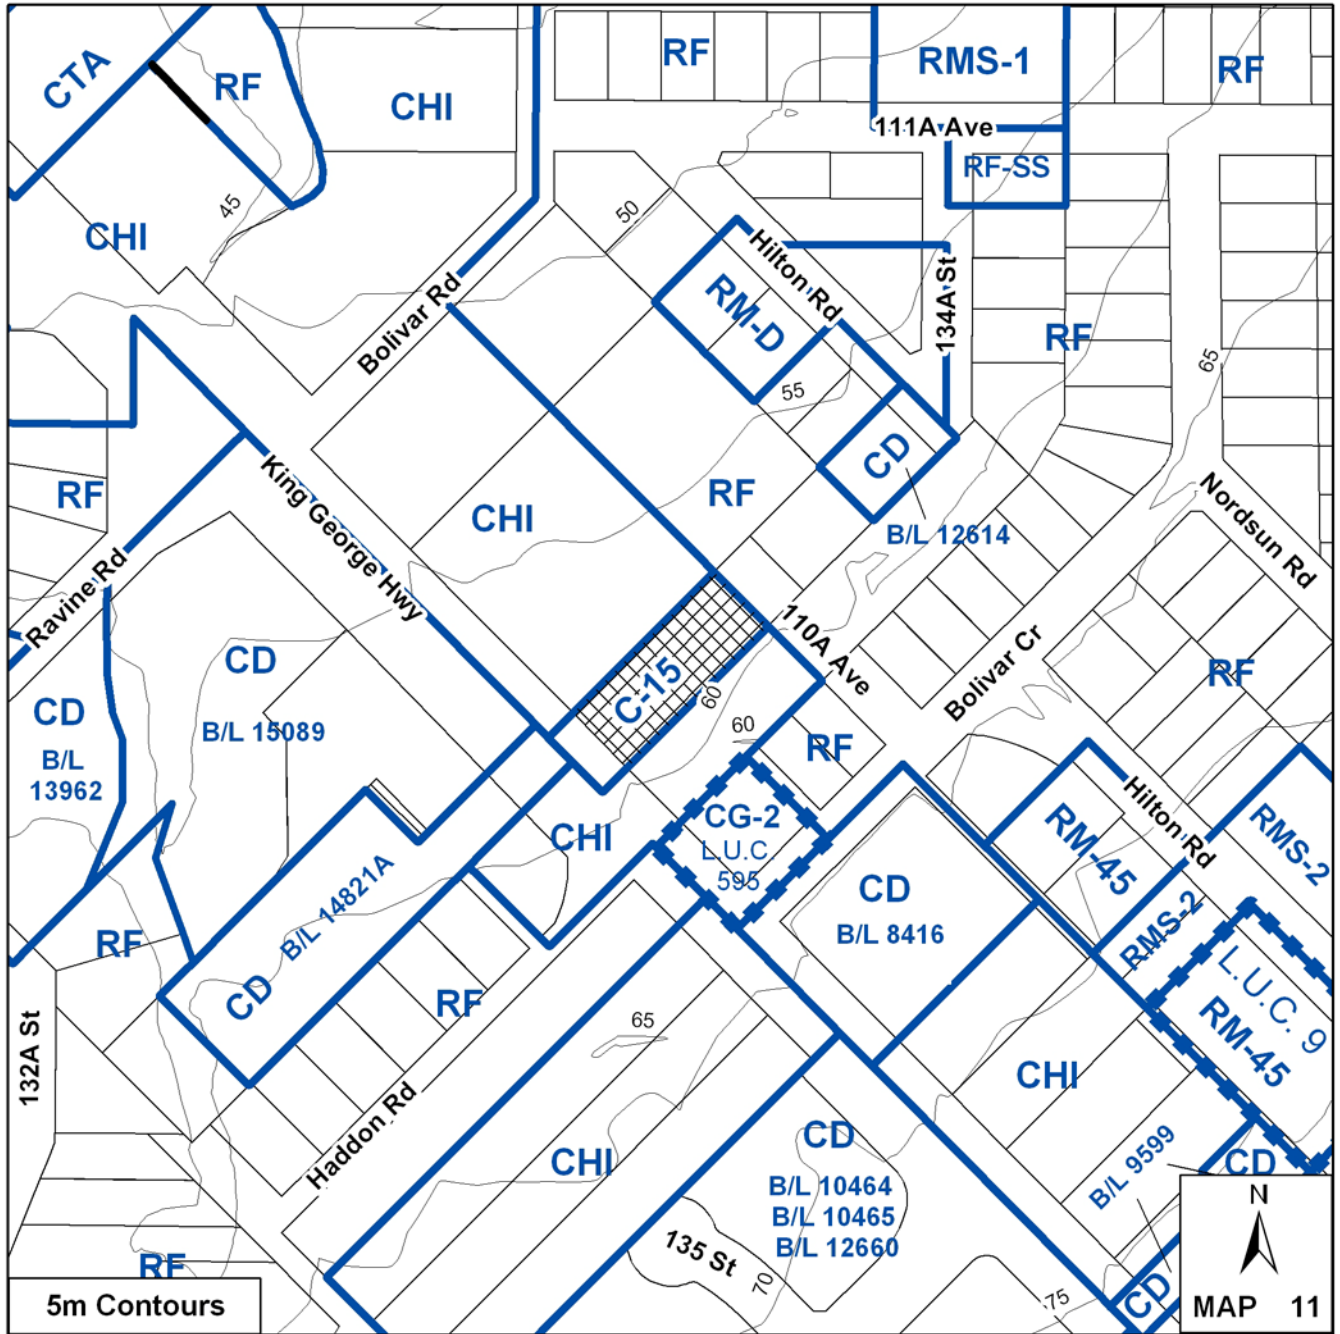 RF
RMS-1
RF
CTA
RF
CHI
111A Ave
RF-SS
45
50
CHI
Hilton Rd
134A St
Bolivar Rd
RM-D
RF
65
55
CD
King George Hwy
RF
CHI
RF
B/L 12614
Nordsun Rd
Ravine Rd
110A Ave
Bolivar Cr
CD
C-15
RF
60
CD
B/L 15089
60
RF
B/L
13962
CG-2
L.U.C.
595
Hilton Rd
CHI
RM-45
RMS-2
B/L 14821A
CD
B/L 8416
RMS-2
RF
CD
RF
L.U.C. 9
RM-45
65
132A St
CHI
Haddon Rd
CHI
CD
B/L 10464
B/L 10465
B/L 12660
B/L 9599
CD
135 St
70
RF
75
CD
N
5m Contours
MAP 11